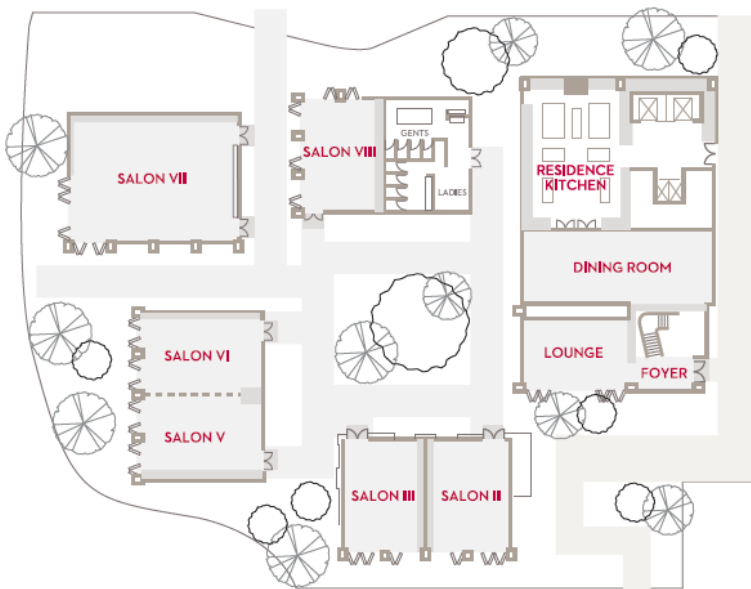 GENTS
SALON VIII
RESIDENCE
KITCHEN
SALON VII
LADIES
DINING ROOM
SALON VI
LOUNGE
FOYER
SALON V
SALON III
SALON II